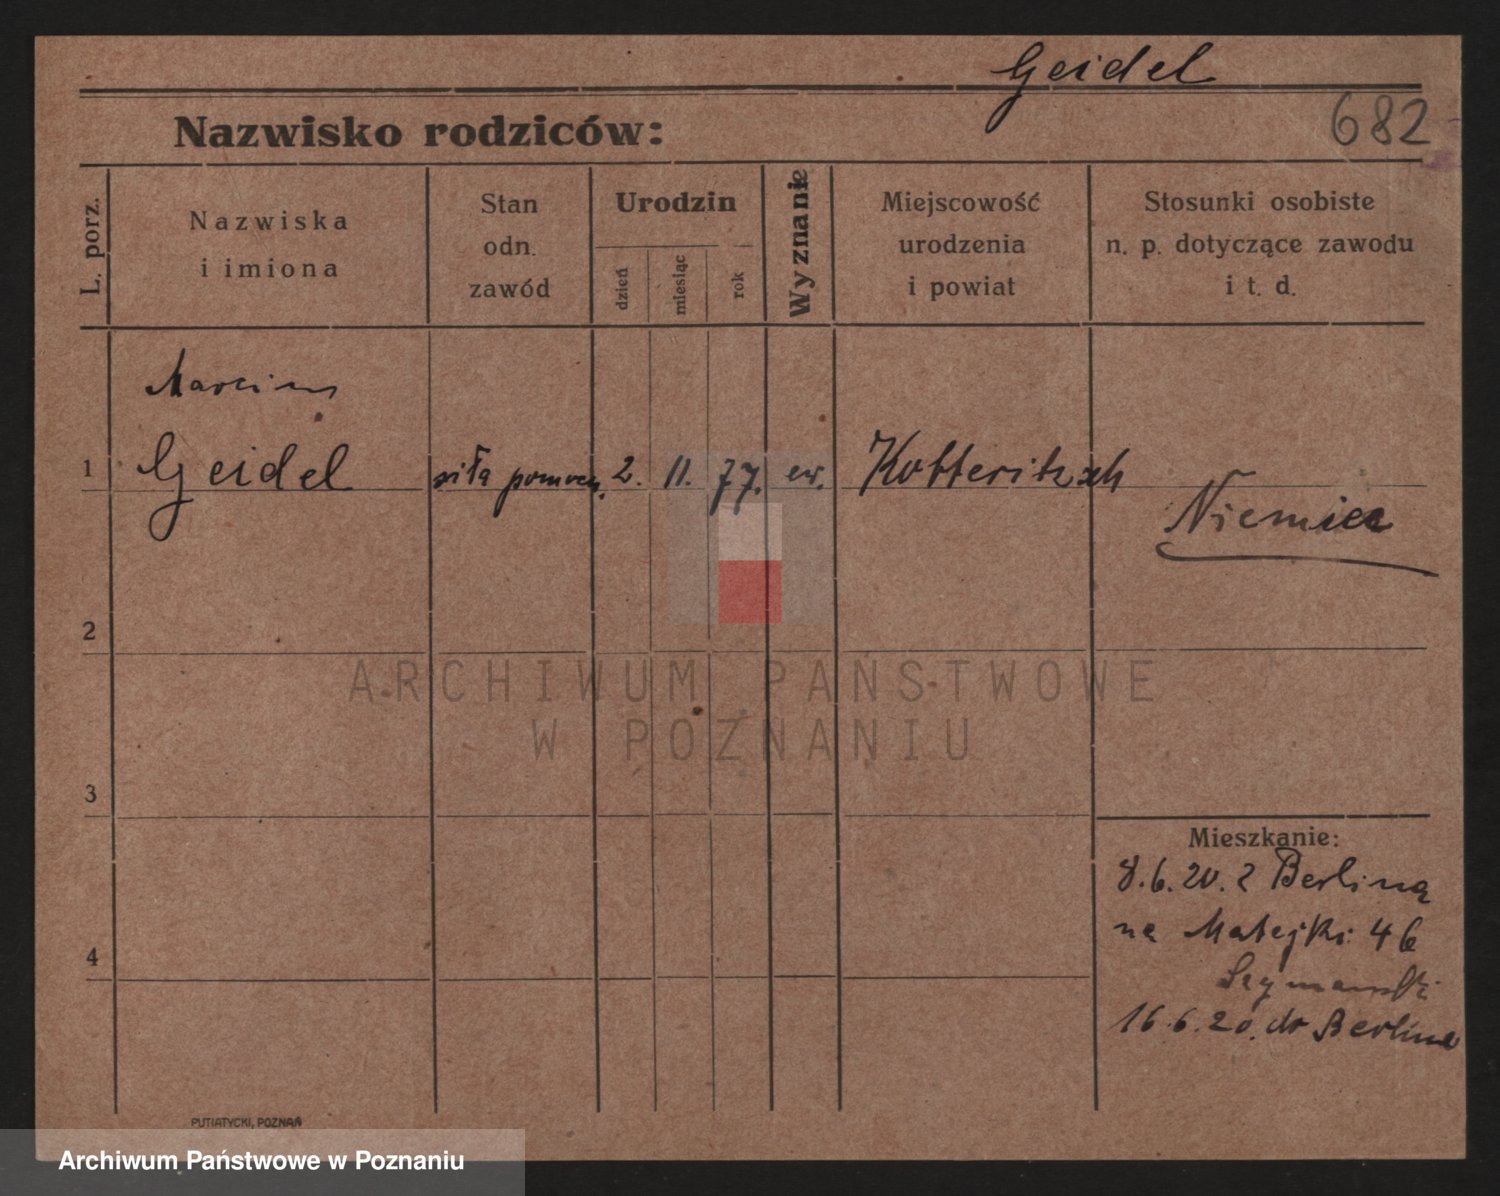 Geidel
682
Nazwisko rodziców:
L. porz.
Nazwiska
i imiona
Stan
odn.
zawód
Urodzin
dzień
miesiąc
rok
Wyznanie
Miejscowość
urodzenia
i powiat
Stosunki osobiste
n. p. dotyczące zawodu
i t. d.
Marcin
1 Geidel siła pomocn. 2. 11. 77. ew. Kotteritzsch
Niemiec
2
ARCHIWUM PAŃSTWOWE
W POZNANIU
3
Mieszkanie:
8.6.20. z Berlina
na Matejki 46
Szymański
4
16.6.20. do Berlina
PUTIATYCKI, POZNAŃ
Archiwum Państwowe w Poznaniu